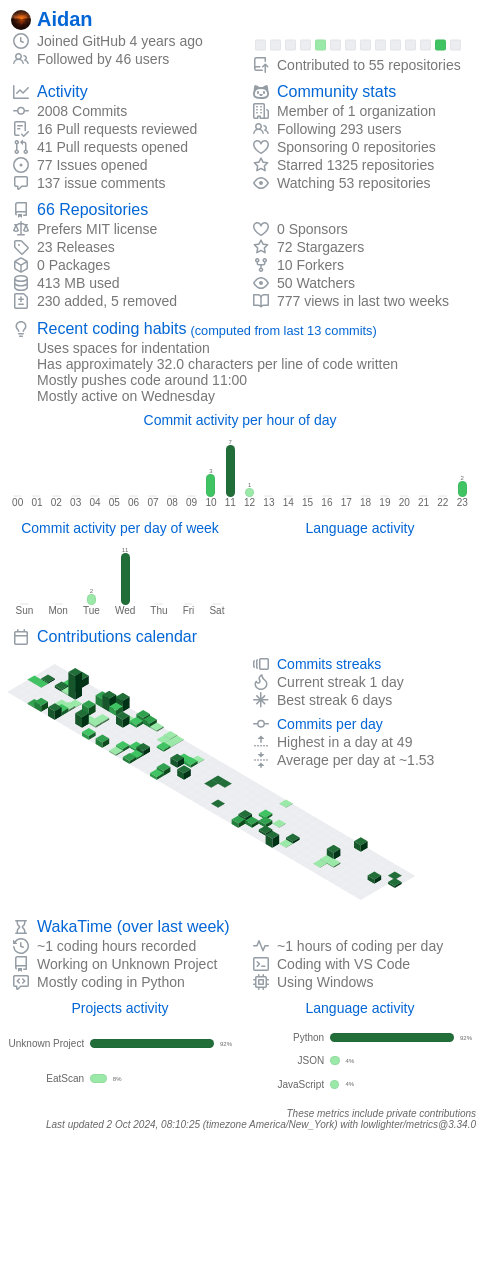 Aidan
Joined GitHub 4 years ago
Followed by 46 users
Contributed to 55 repositories
Activity
2008 Commits
16 Pull requests reviewed
41 Pull requests opened
77 Issues opened
137 issue comments
Community stats
Member of 1 organization
Following 293 users
Sponsoring 0 repositories
Starred 1325 repositories
Watching 53 repositories
66 Repositories
Prefers MIT license
23 Releases
0 Packages
413 MB used
230 added, 5 removed
0 Sponsors
72 Stargazers
10 Forkers
50 Watchers
777 views in last two weeks
Recent coding habits (computed from last 13 commits)
Uses spaces for indentation
Has approximately 32.0 characters per line of code written
Mostly pushes code around 11:00
Mostly active on Wednesday
Commit activity per hour of day
3 7 1 2
00 01 02 03 04 05 06 07 08 09 10 11 12 13 14 15 16 17 18 19 20 21 22 23
Commit activity per day of week
2 11
Sun Mon Tue Wed Thu Fri Sat
Language activity
Contributions calendar
Commits streaks
Current streak 1 day
Best streak 6 days
Commits per day
Highest in a day at 49
Average per day at ~1.53
WakaTime (over last week)
~1 coding hours recorded
Working on Unknown Project
Mostly coding in Python
~1 hours of coding per day
Coding with VS Code
Using Windows
Projects activity
Unknown Project 92%
EatScan 8%
Language activity
Python 92%
JSON 4%
JavaScript 4%
These metrics include private contributions
Last updated 2 Oct 2024, 08:10:25 (timezone America/New_York) with lowlighter/metrics@3.34.0